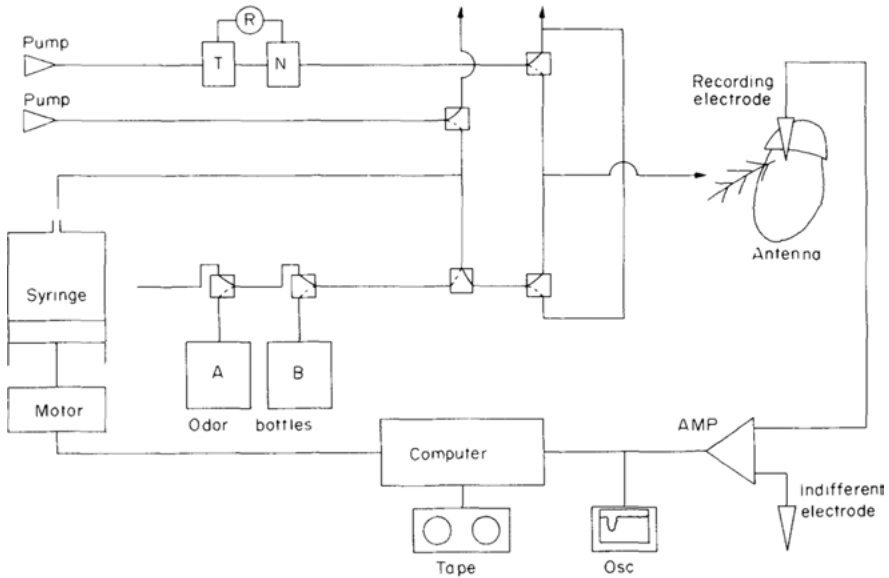 R
Pump
T N
Pump
Recording
electrode
Antenna
Syringe
A B
Motor
Odor bottles
AMP
Computer
Indifferent
electrode
Tape
Osc